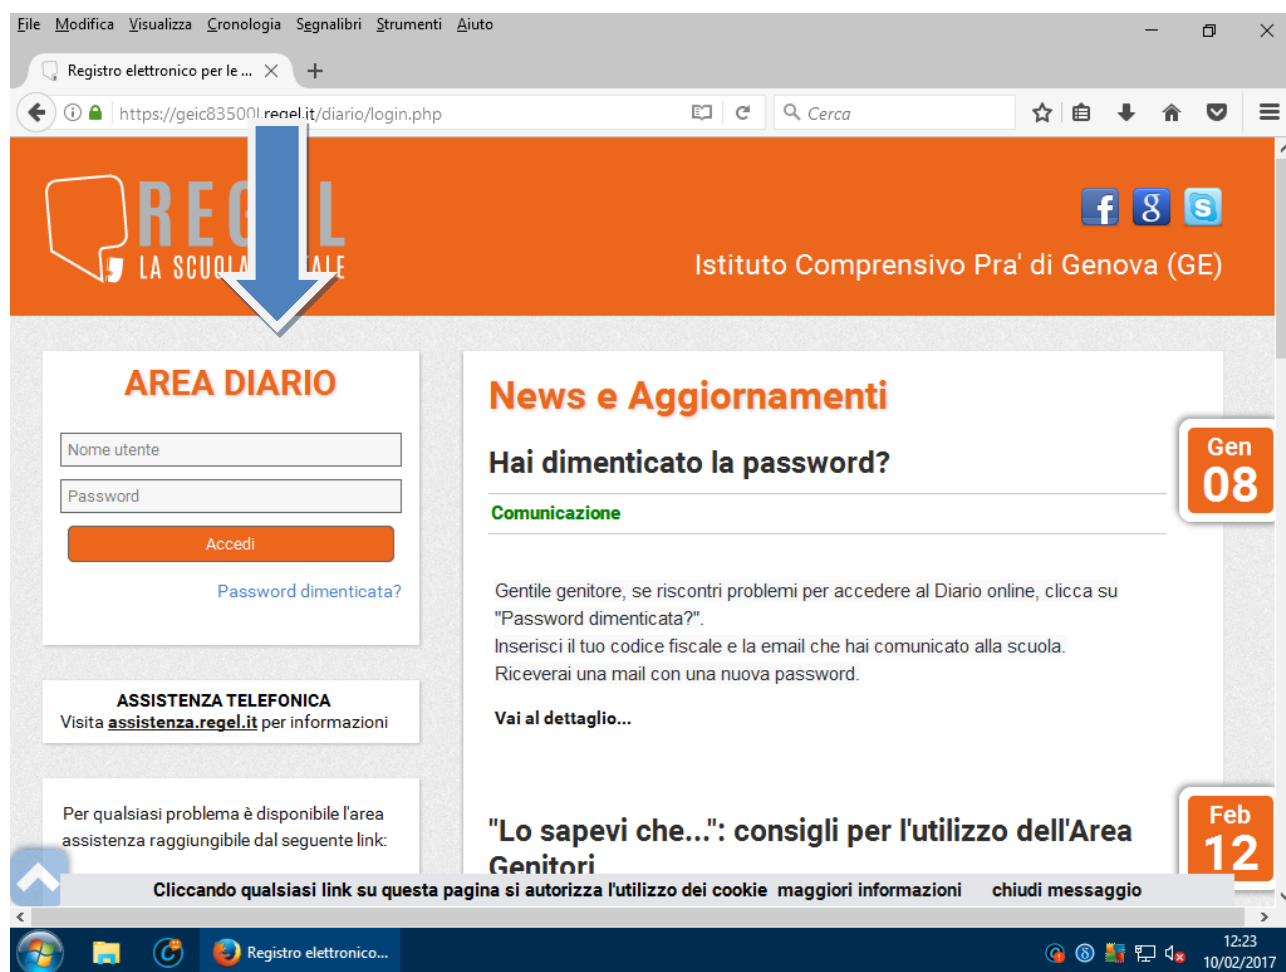 File Modifica Visualizza Cronologia Segnalibri Strumenti Aiuto
Registro elettronico per le ...
https://geic83500l.regel.it/diario/login.php
Cerca
REGEL
LA SCUOLA
Istituto Comprensivo Pra' di Genova (GE)
AREA DIARIO
Nome utente
Password
Accedi
Password dimenticata?
ASSISTENZA TELEFONICA
Visita assistenza.regel.it per informazioni
Per qualsiasi problema è disponibile l'area
assistenza raggiungibile dal seguente link:
News e Aggiornamenti
Hai dimenticato la password?
Gen
08
Comunicazione
Gentile genitore, se riscontri problemi per accedere al Diario online, clicca su
"Password dimenticata?".
Inserisci il tuo codice fiscale e la email che hai comunicato alla scuola.
Riceverai una mail con una nuova password.
Vai al dettaglio...
"Lo sapevi che...": consigli per l'utilizzo dell'Area
Genitori
Feb
12
Cliccando qualsiasi link su questa pagina si autorizza l'utilizzo dei cookie maggiori informazioni chiudi messaggio
Registro elettronico...
12:23
10/02/2017